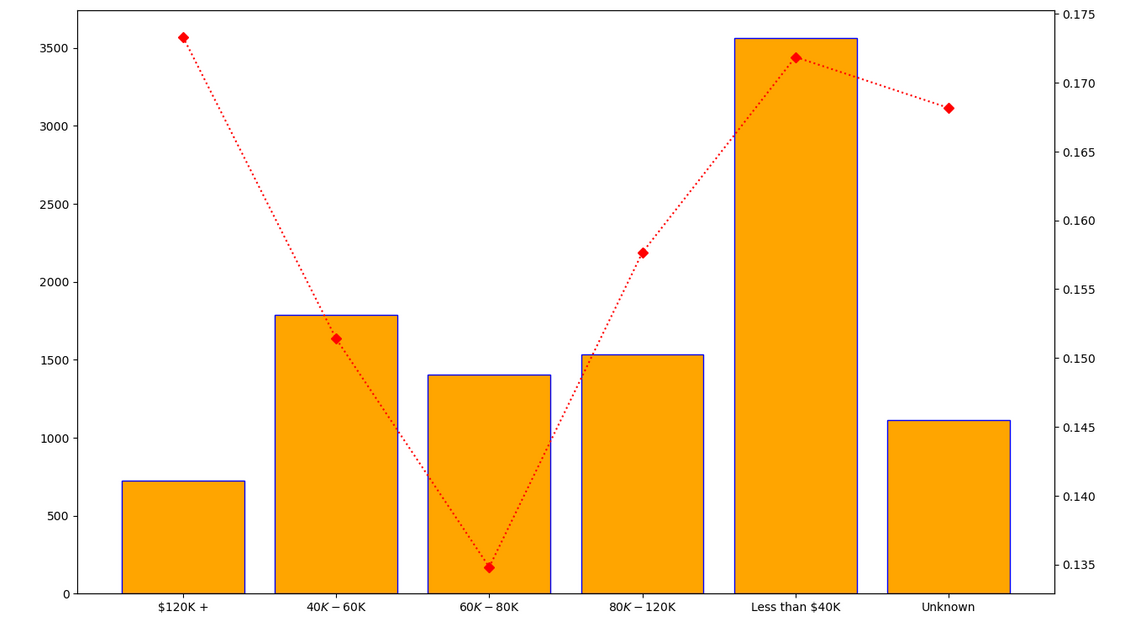 3500
3000
2500
2000
1500
1000
500
0
0.175
0.170
0.165
0.160
0.155
0.150
0.145
0.140
0.135
$120K +
40K − 60K
60K − 80K
80K − 120K
Less than $40K
Unknown